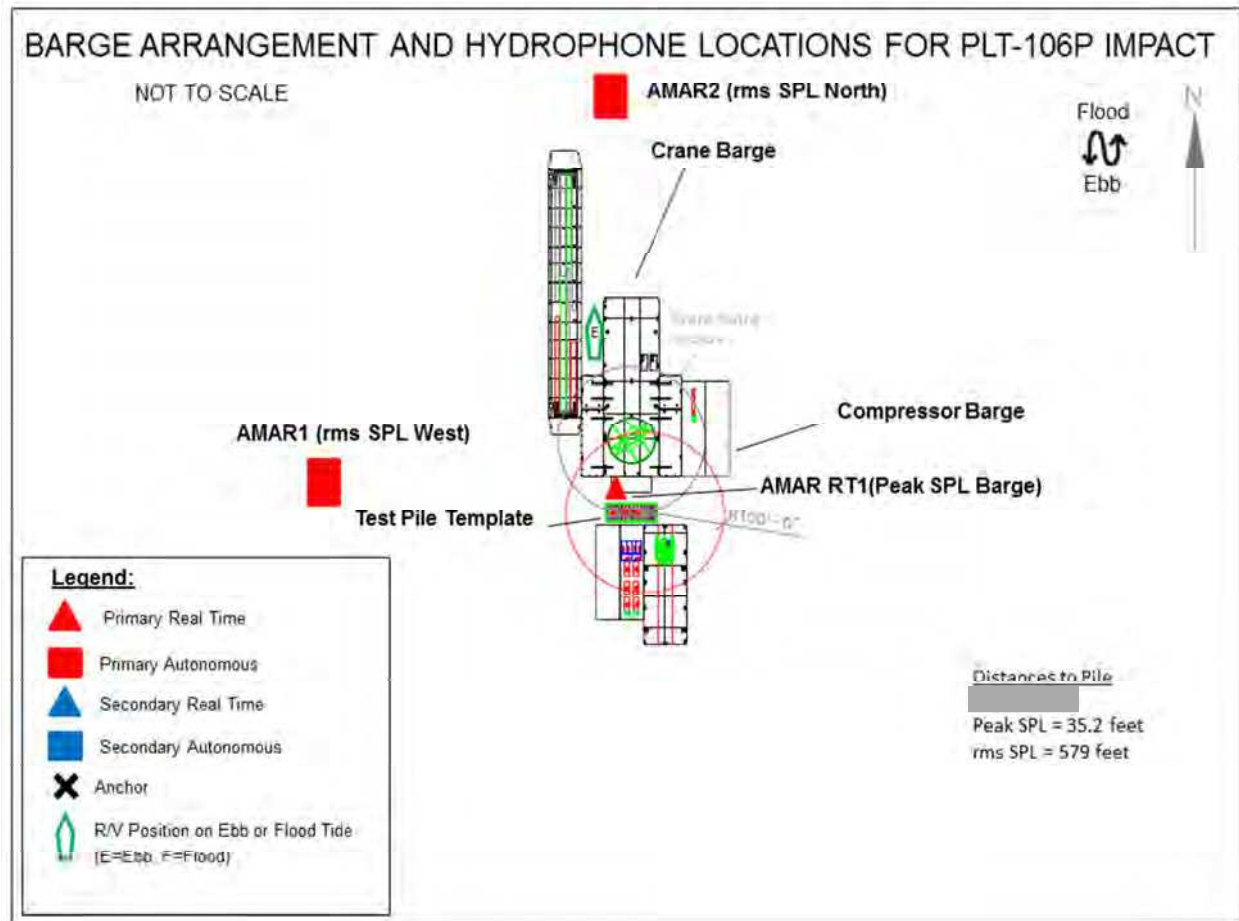 BARGE ARRANGEMENT AND HYDROPHONE LOCATIONS FOR PLT-106P IMPACT
NOT TO SCALE
AMAR2 (rms SPL North)
N
Flood
Ebb
Crane Barge
E
Compressor Barge
AMAR1 (rms SPL West)
AMAR RT1(Peak SPL Barge)
Test Pile Template
Legend:
Primary Real Time
Primary Autonomous
Secondary Real Time
Secondary Autonomous
Anchor
R/V Position on Ebb or Flood Tide
(E=Ebb, F=Flood)
Distances to Pile
Peak SPL = 35.2 feet
rms SPL = 579 feet